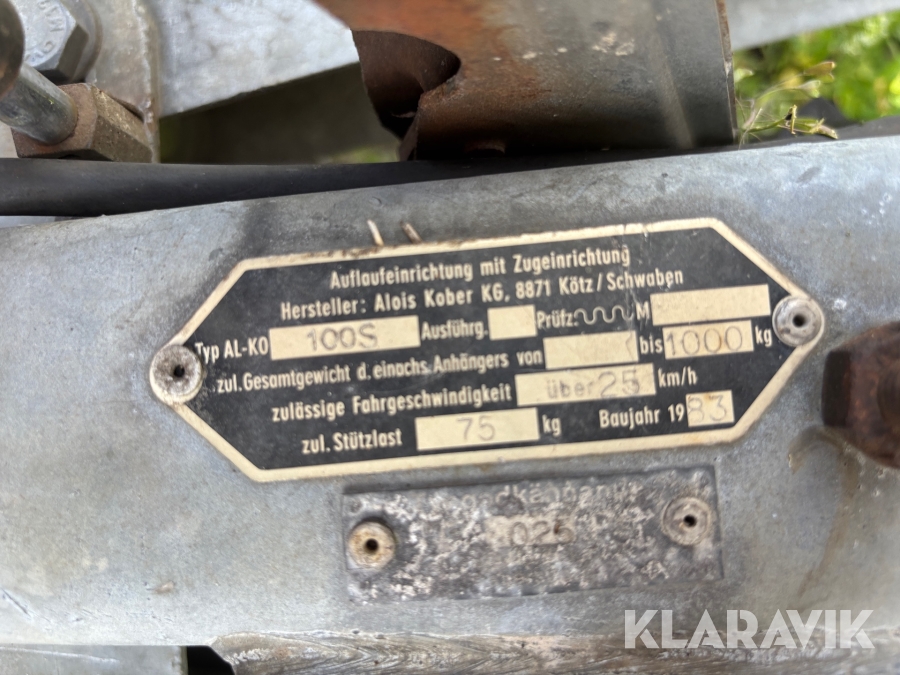 Auflaufeinrichtung mit Zugeinrichtung
Hersteller: Alois Kober KG, 8871 Kötz/Schwaben
Typ AL-KO 100S Ausführg. Prüfz: M
zul. Gesamtgewicht d. einachs. Anhängers von bis 1000 kg
zulässige Fahrgeschwindigkeit über 25 km/h
zul. Stützlast 75 kg Baujahr 1983
025
KLARAVIK